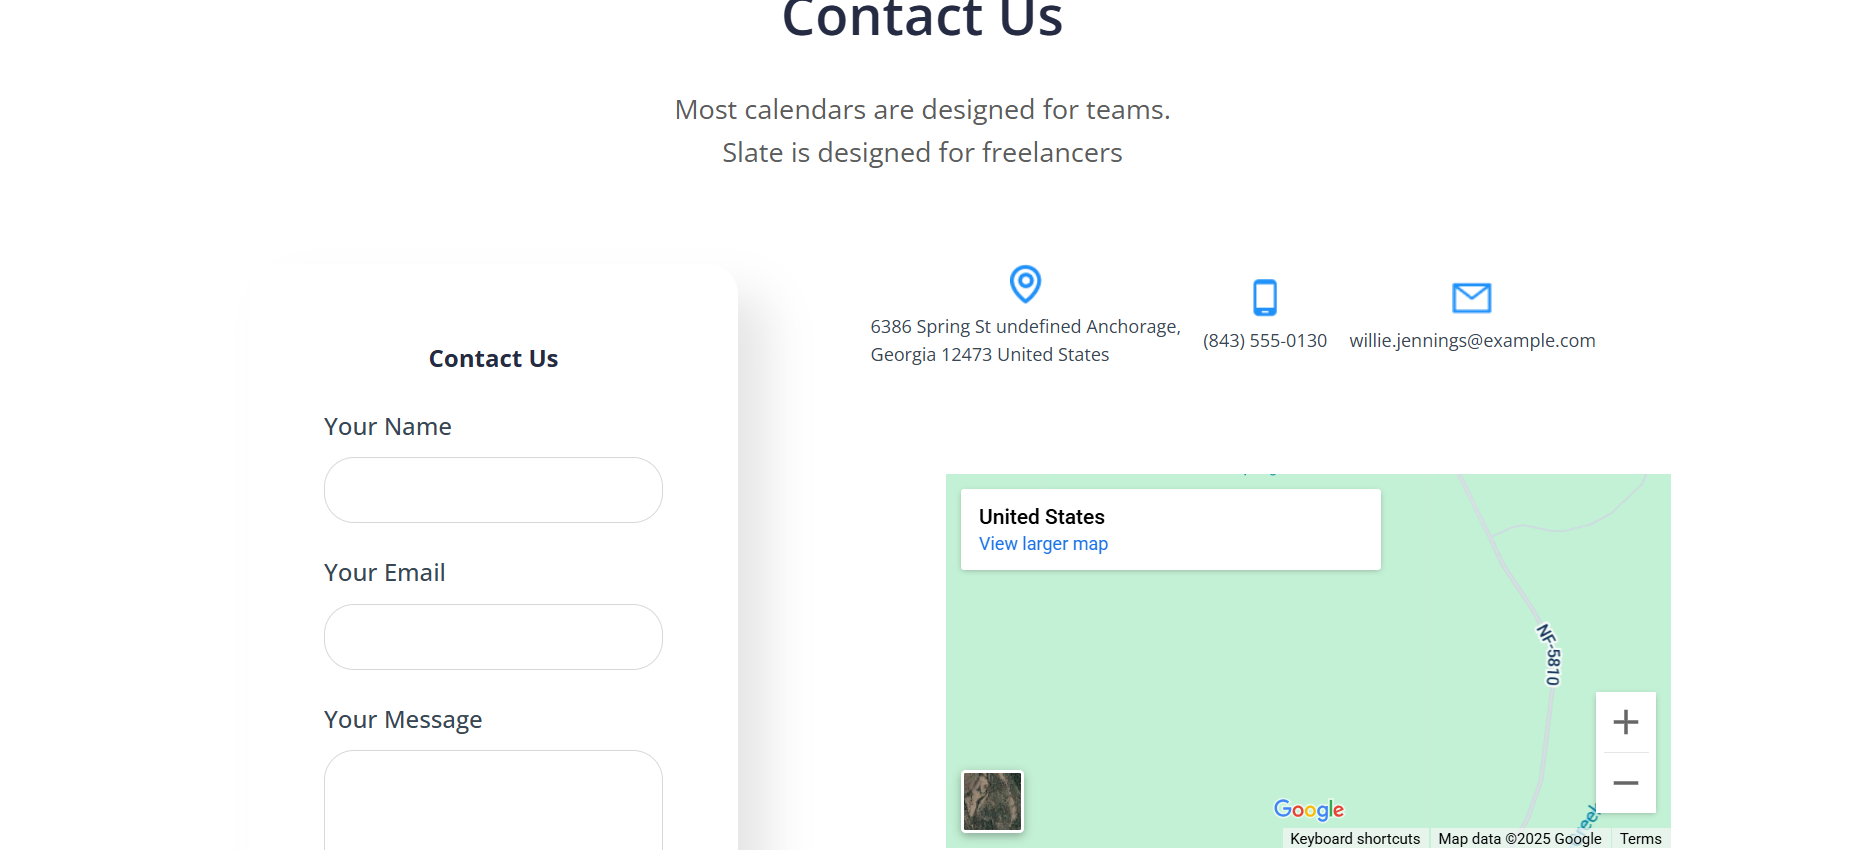 Contact Us
Most calendars are designed for teams.
Slate is designed for freelancers
Contact Us
Your Name
Your Email
Your Message
6386 Spring St undefined Anchorage,
Georgia 12473 United States
(843) 555-0130
willie.jennings@example.com
United States
View larger map
NF-5810
Google
Keyboard shortcuts
Map data ©2025 Google
Terms